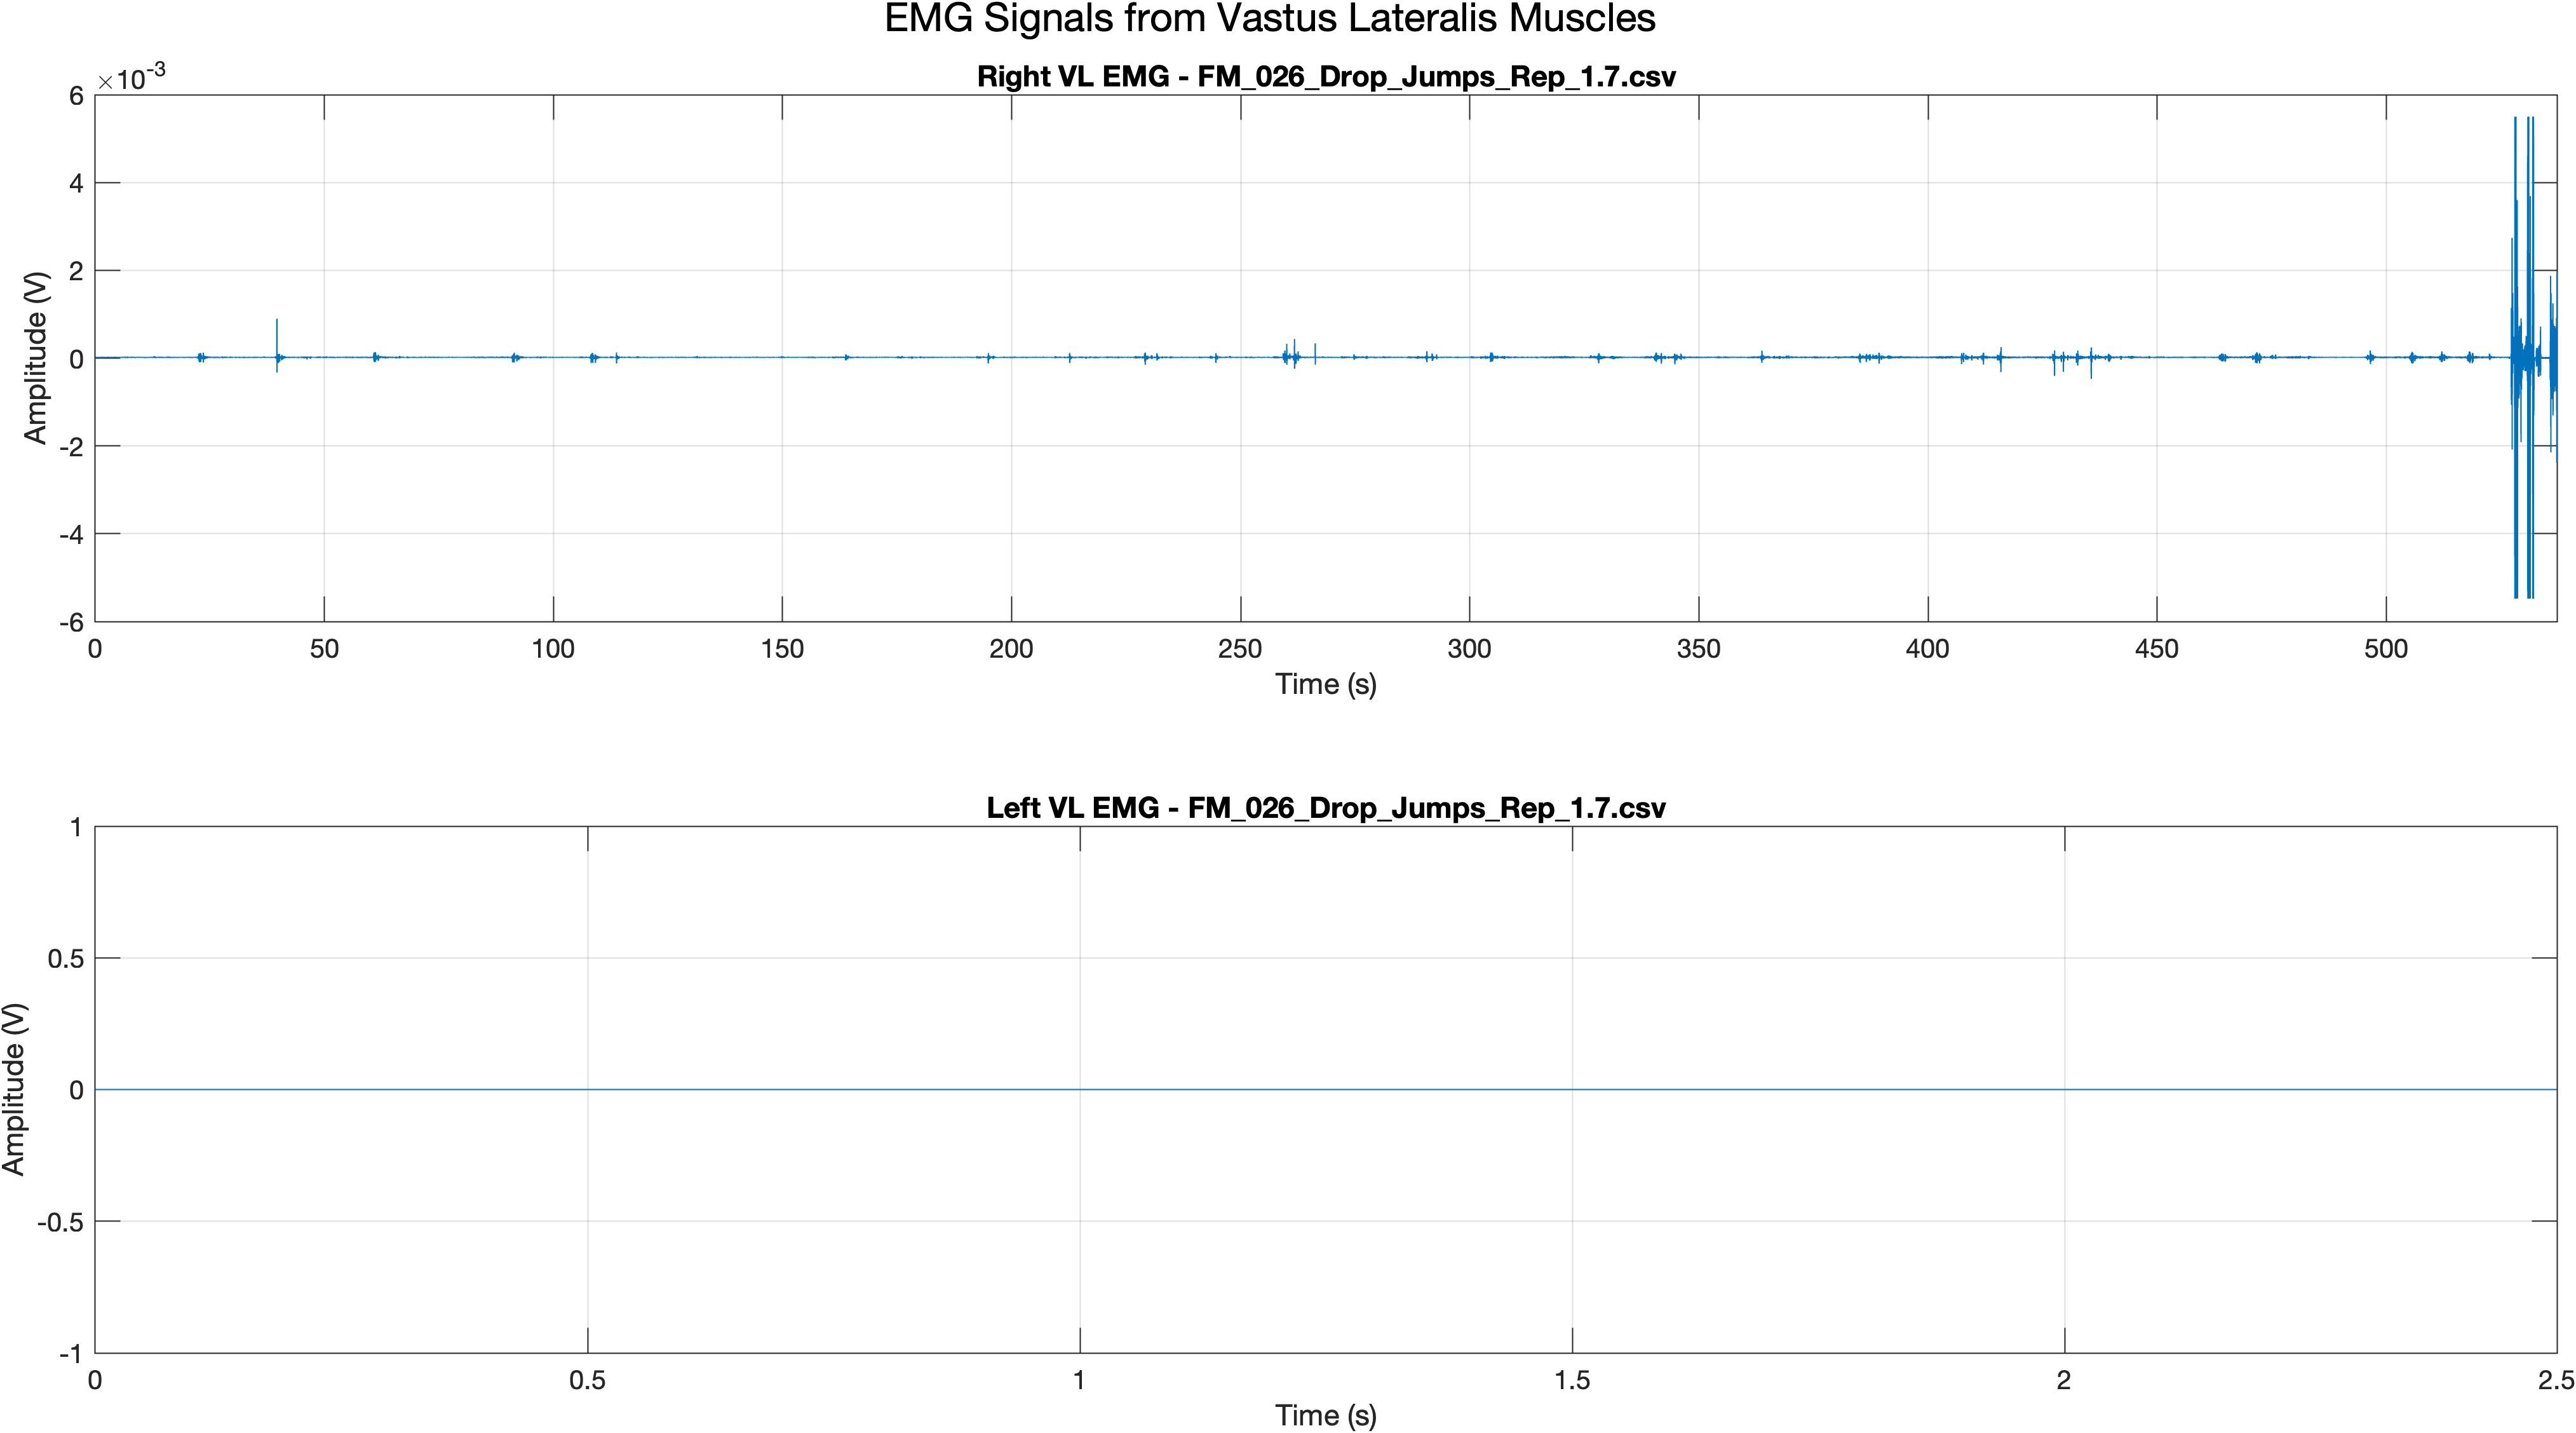 EMG Signals from Vastus Lateralis Muscles
Right VL EMG - FM_026_Drop_Jumps_Rep_1.7.csv
×10-3
6
4
2
0
-2
-4
-6
Amplitude (V)
0 50 100 150 200 250 300 350 400 450 500
Time (s)
Left VL EMG - FM_026_Drop_Jumps_Rep_1.7.csv
1
0.5
0
-0.5
-1
Amplitude (V)
0 0.5 1 1.5 2 2.5
Time (s)